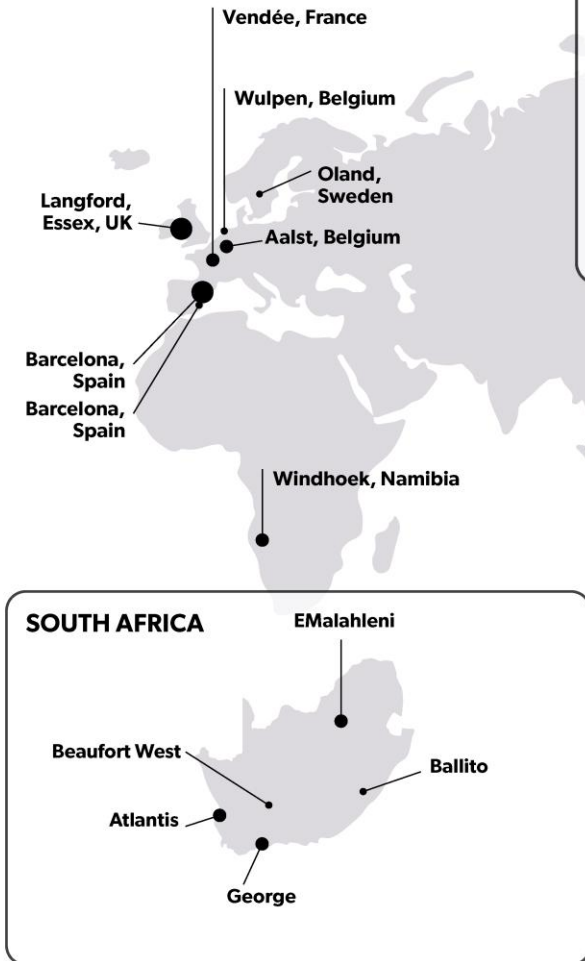 Vendée, France
Wulpen, Belgium
Oland,
Sweden
Langford,
Essex, UK
Aalst, Belgium
Barcelona,
Spain
Barcelona,
Spain
Windhoek, Namibia
SOUTH AFRICA
EMalahleni
Beaufort West
Ballito
Atlantis
George